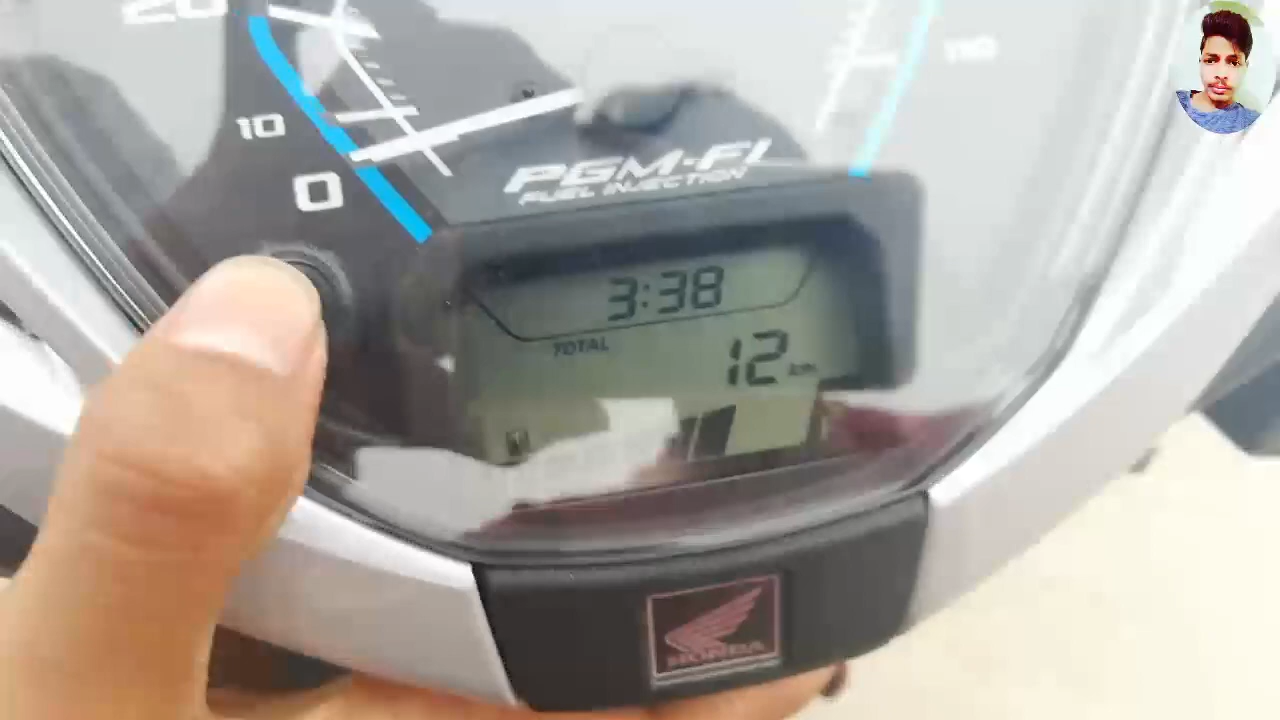 20
10
0
110
PGM-FI
FUEL INJECTION
3:38
TOTAL
12 km
HONDA